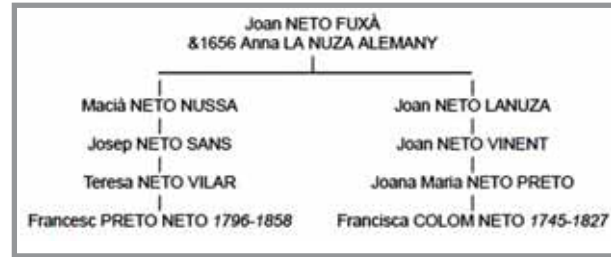 Joan NETO FUXÀ
&1656 Anna LA NUZA ALEMANY
Macià NETO NUSSA
Joan NETO LANUZA
Josep NETO SANS
Joan NETO VINENT
Teresa NETO VILAR
Joana Maria NETO PRETO
Francesc PRETO NETO 1796-1858
Francisca COLOM NETO 1745-1827